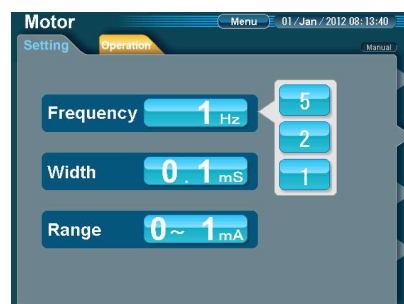 Motor Menu 01/Jan/2012 08:13:40
Setting Operation Manual
5
Frequency 1 Hz
2
Width 0.1 mS
1
Range 0~ 1 mA